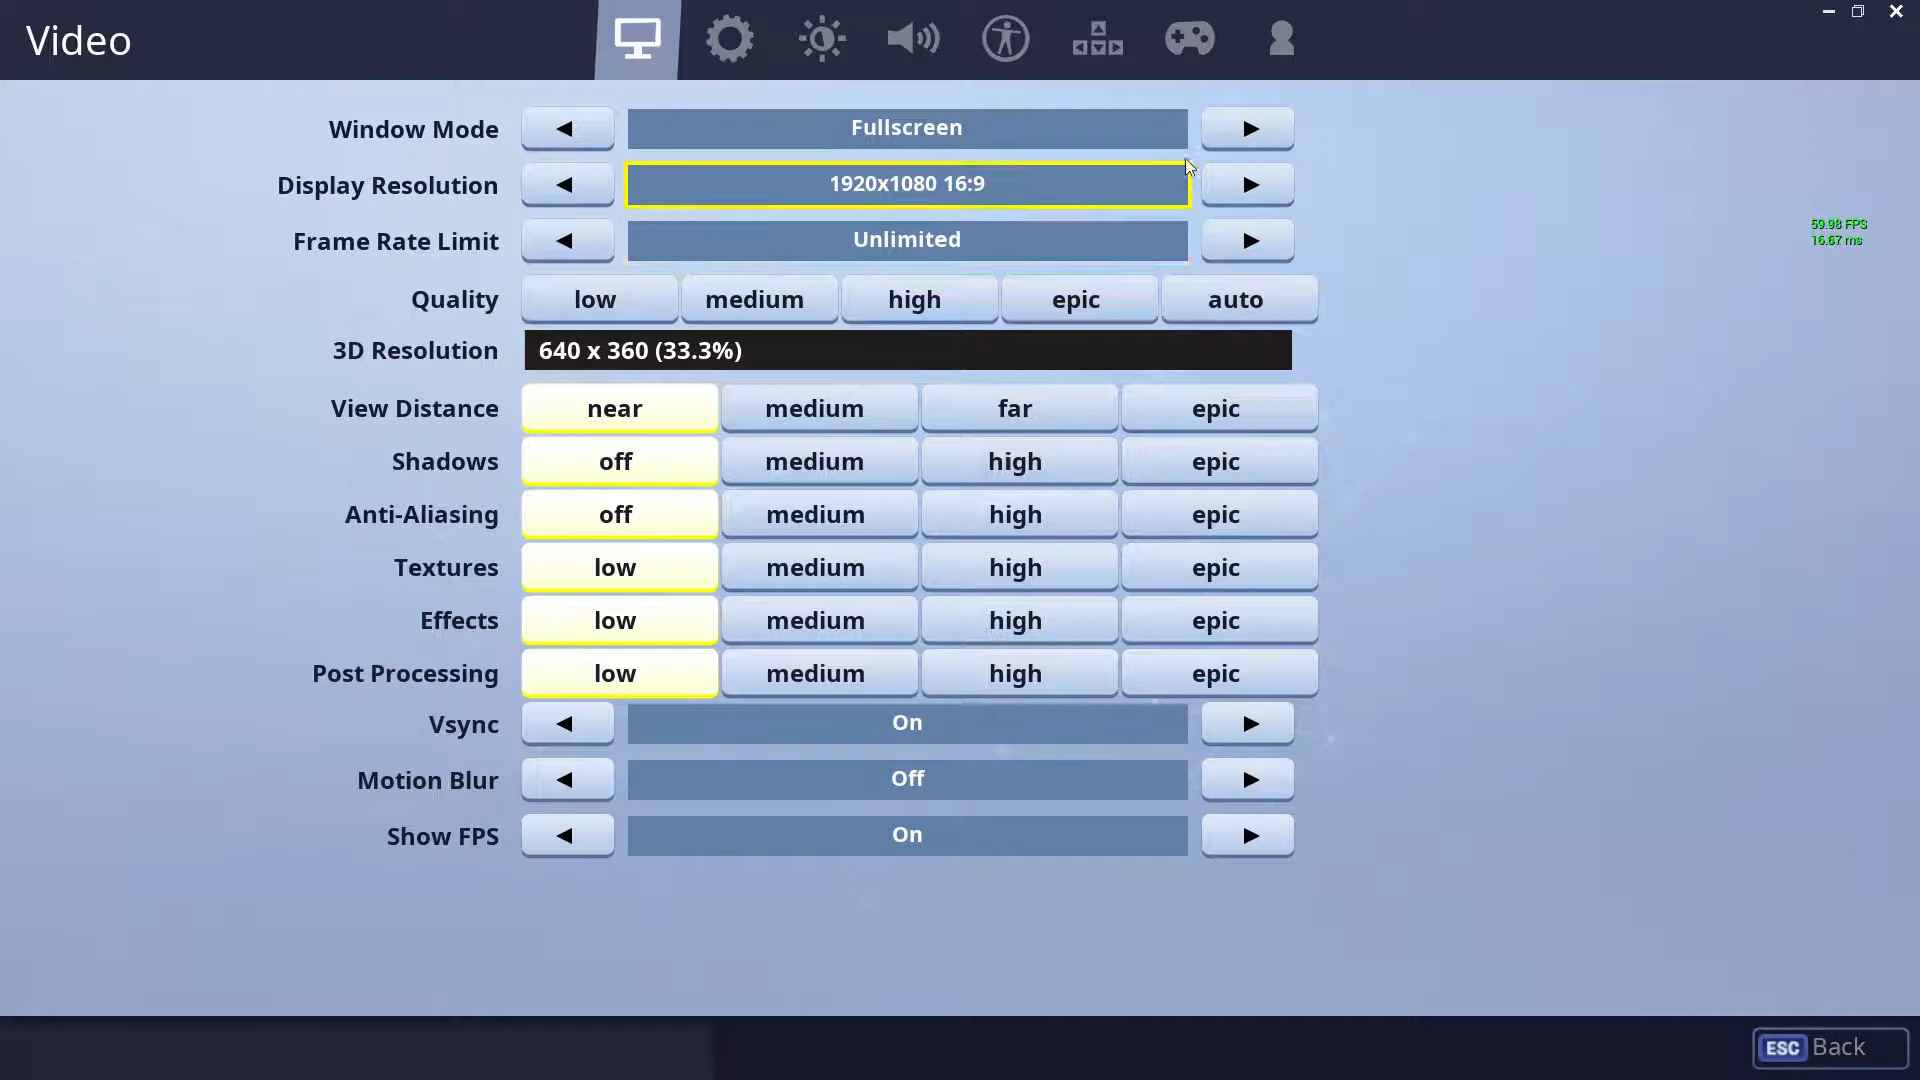 Video
Window Mode Fullscreen
Display Resolution 1920x1080 16:9
Frame Rate Limit Unlimited
59.98 FPS
16.67 ms
Quality low medium high epic auto
3D Resolution 640 x 360 (33.3%)
View Distance near medium far epic
Shadows off medium high epic
Anti-Aliasing off medium high epic
Textures low medium high epic
Effects low medium high epic
Post Processing low medium high epic
Vsync On
Motion Blur Off
Show FPS On
ESC Back